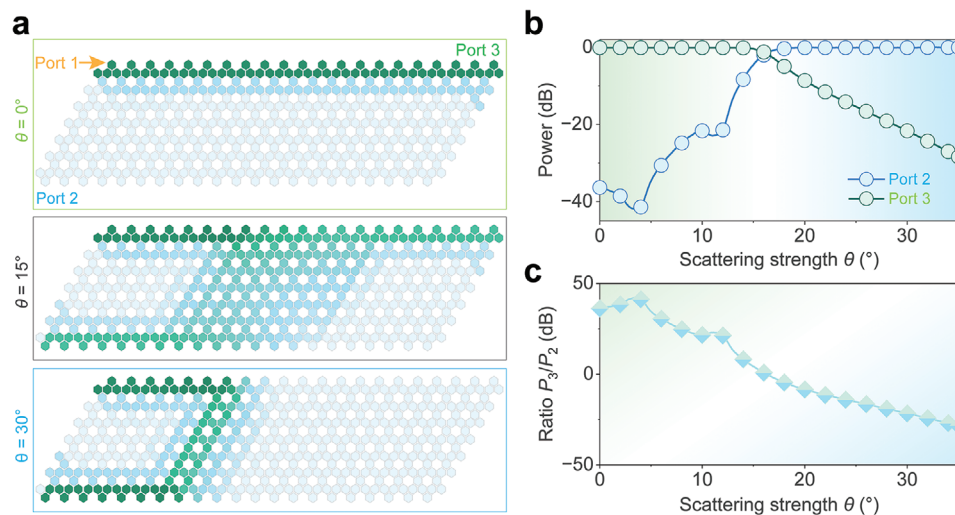 a
Port 1
Port 3
θ = 0°
Port 2
θ = 15°
θ = 30°
b
0
−20
−40
Power (dB)
Port 2
Port 3
0 10 20 30
Scattering strength θ (°)
c
50
0
−50
Ratio P3/P2 (dB)
0 10 20 30
Scattering strength θ (°)